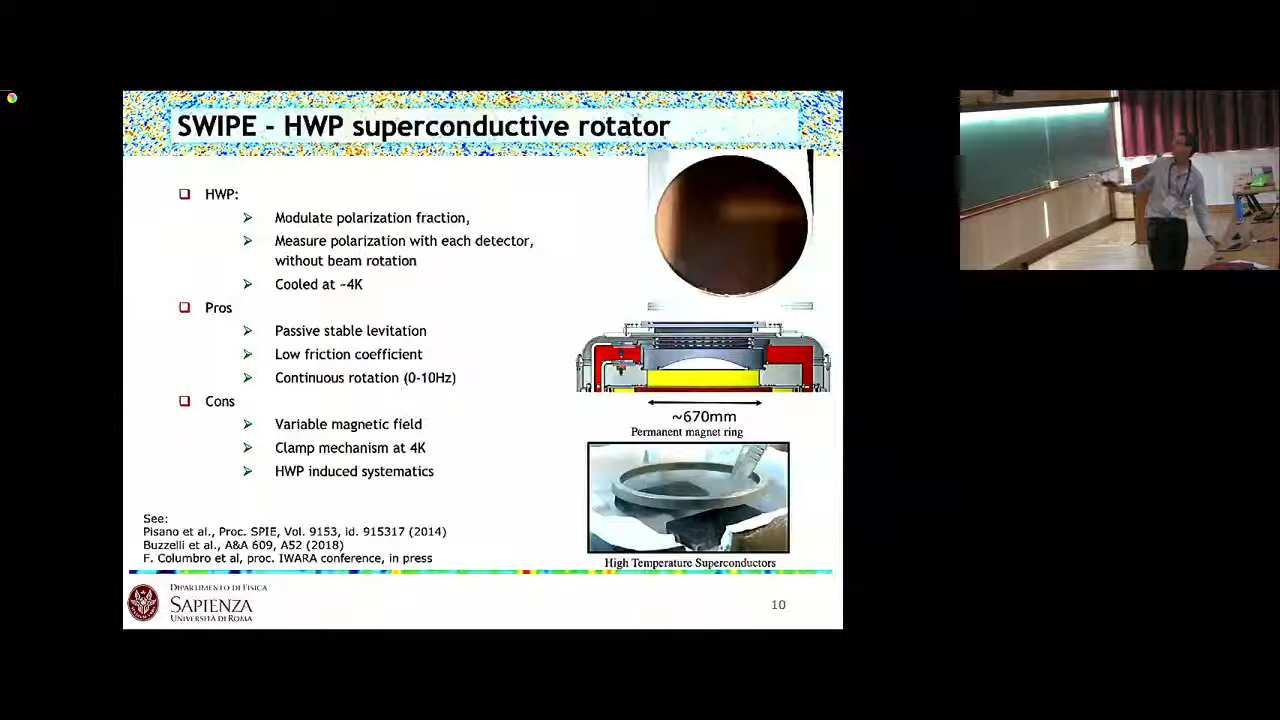 SWIPE - HWP superconductive rotator
HWP:
Modulate polarization fraction,
Measure polarization with each detector,
without beam rotation
Cooled at ~4K
Pros
Passive stable levitation
Low friction coefficient
Continuous rotation (0-10Hz)
Cons
Variable magnetic field
Clamp mechanism at 4K
HWP induced systematics
~670mm
Permanent magnet ring
High Temperature Superconductors
See:
Pisano et al., Proc. SPIE, Vol. 9153, id. 915317 (2014)
Buzzelli et al., A&A 609, A52 (2018)
F. Columbro et al, proc. IWARA conference, in press
DIPARTIMENTO DI FISICA
SAPIENZA
UNIVERSITÀ DI ROMA
10